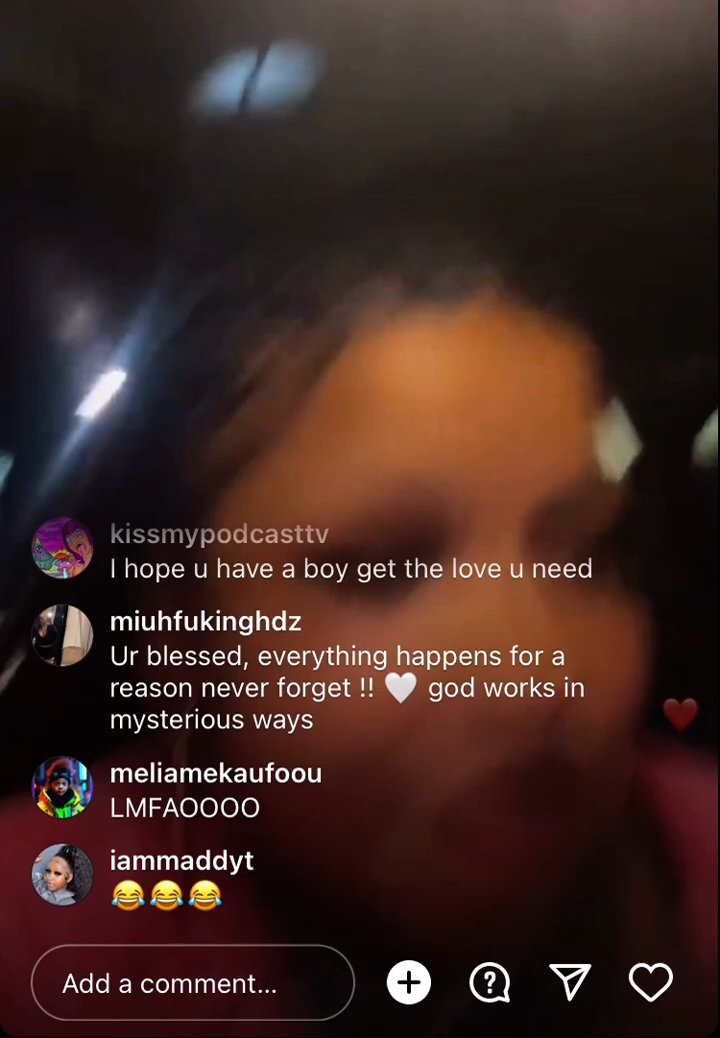 kissmypodcasttv
I hope u have a boy get the love u need
miuhfukinghdz
Ur blessed, everything happens for a
reason never forget !! 🤍 god works in
mysterious ways
meliamekaufoou
LMFAOOOO
iammaddyt
😂😂😂
Add a comment...